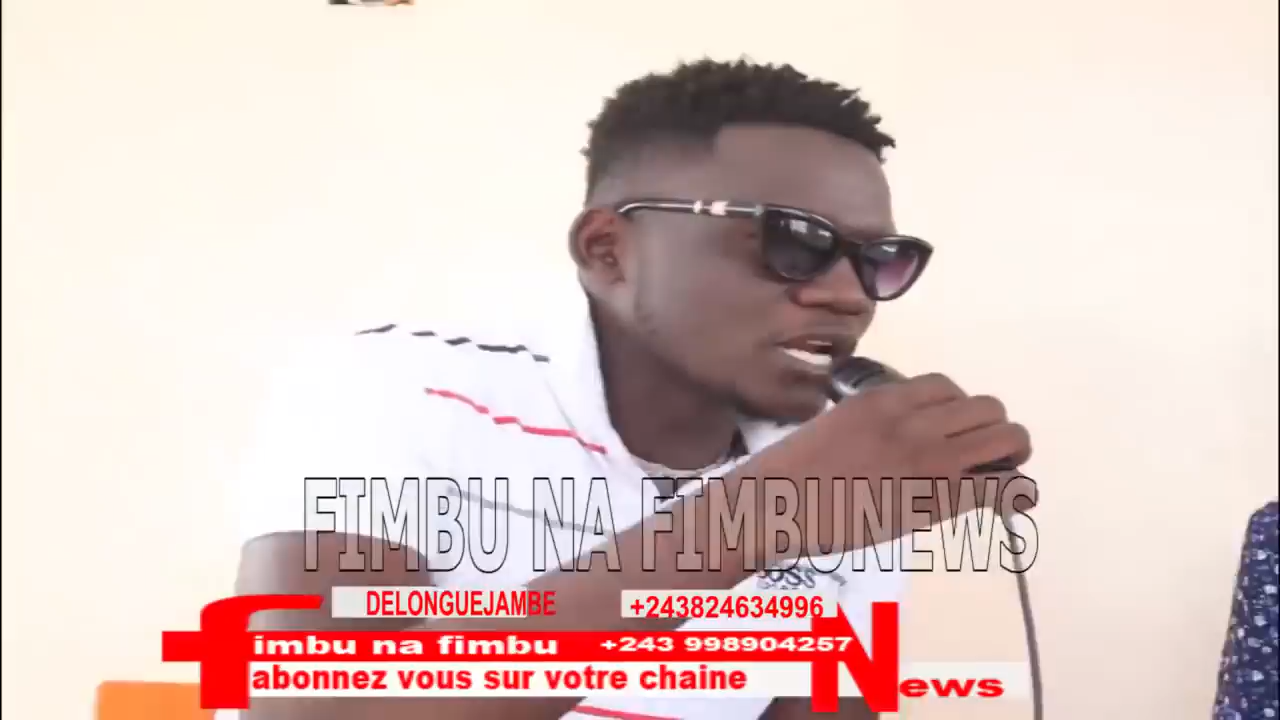 FIMBU NA FIMBUNEWS
DELONGUEJAMBE +243824634996
fimbu na fimbu +243 998904257 News
abonnez vous sur votre chaine